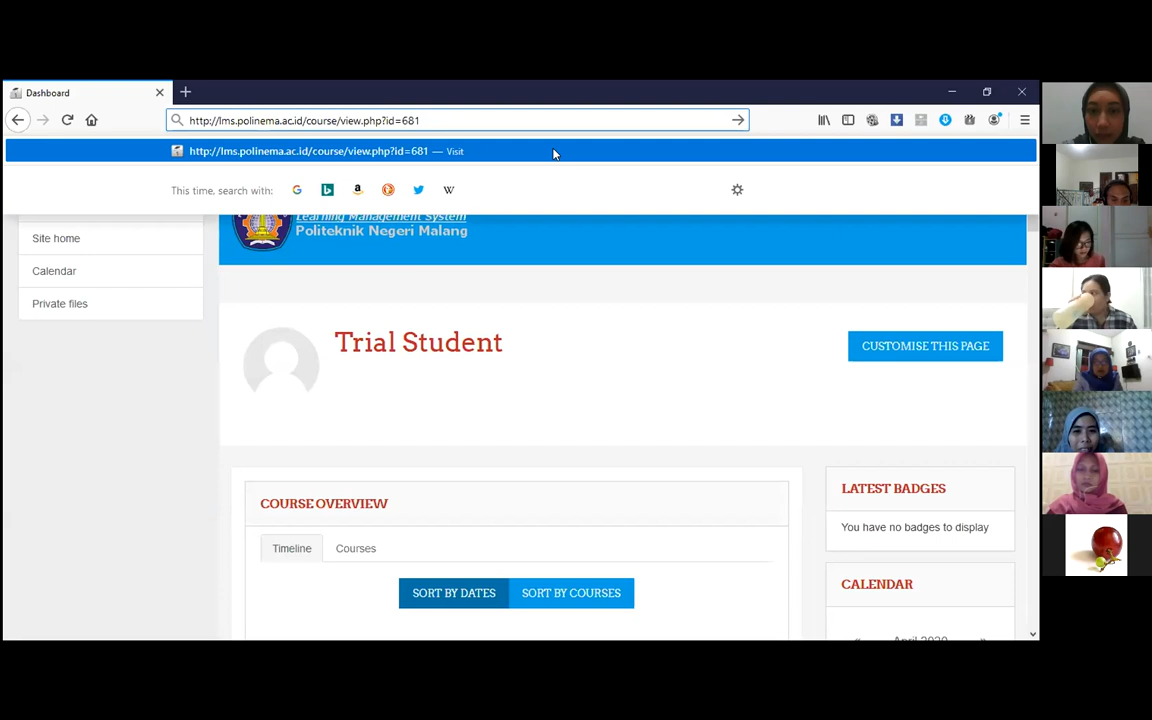 Dashboard
http://lms.polinema.ac.id/course/view.php?id=681
http://lms.polinema.ac.id/course/view.php?id=681 — Visit
This time, search with:
Learning Management System
Politeknik Negeri Malang
Site home
Calendar
Private files
Trial Student
CUSTOMISE THIS PAGE
COURSE OVERVIEW
Timeline
Courses
SORT BY DATES
SORT BY COURSES
LATEST BADGES
You have no badges to display
CALENDAR
April 2020